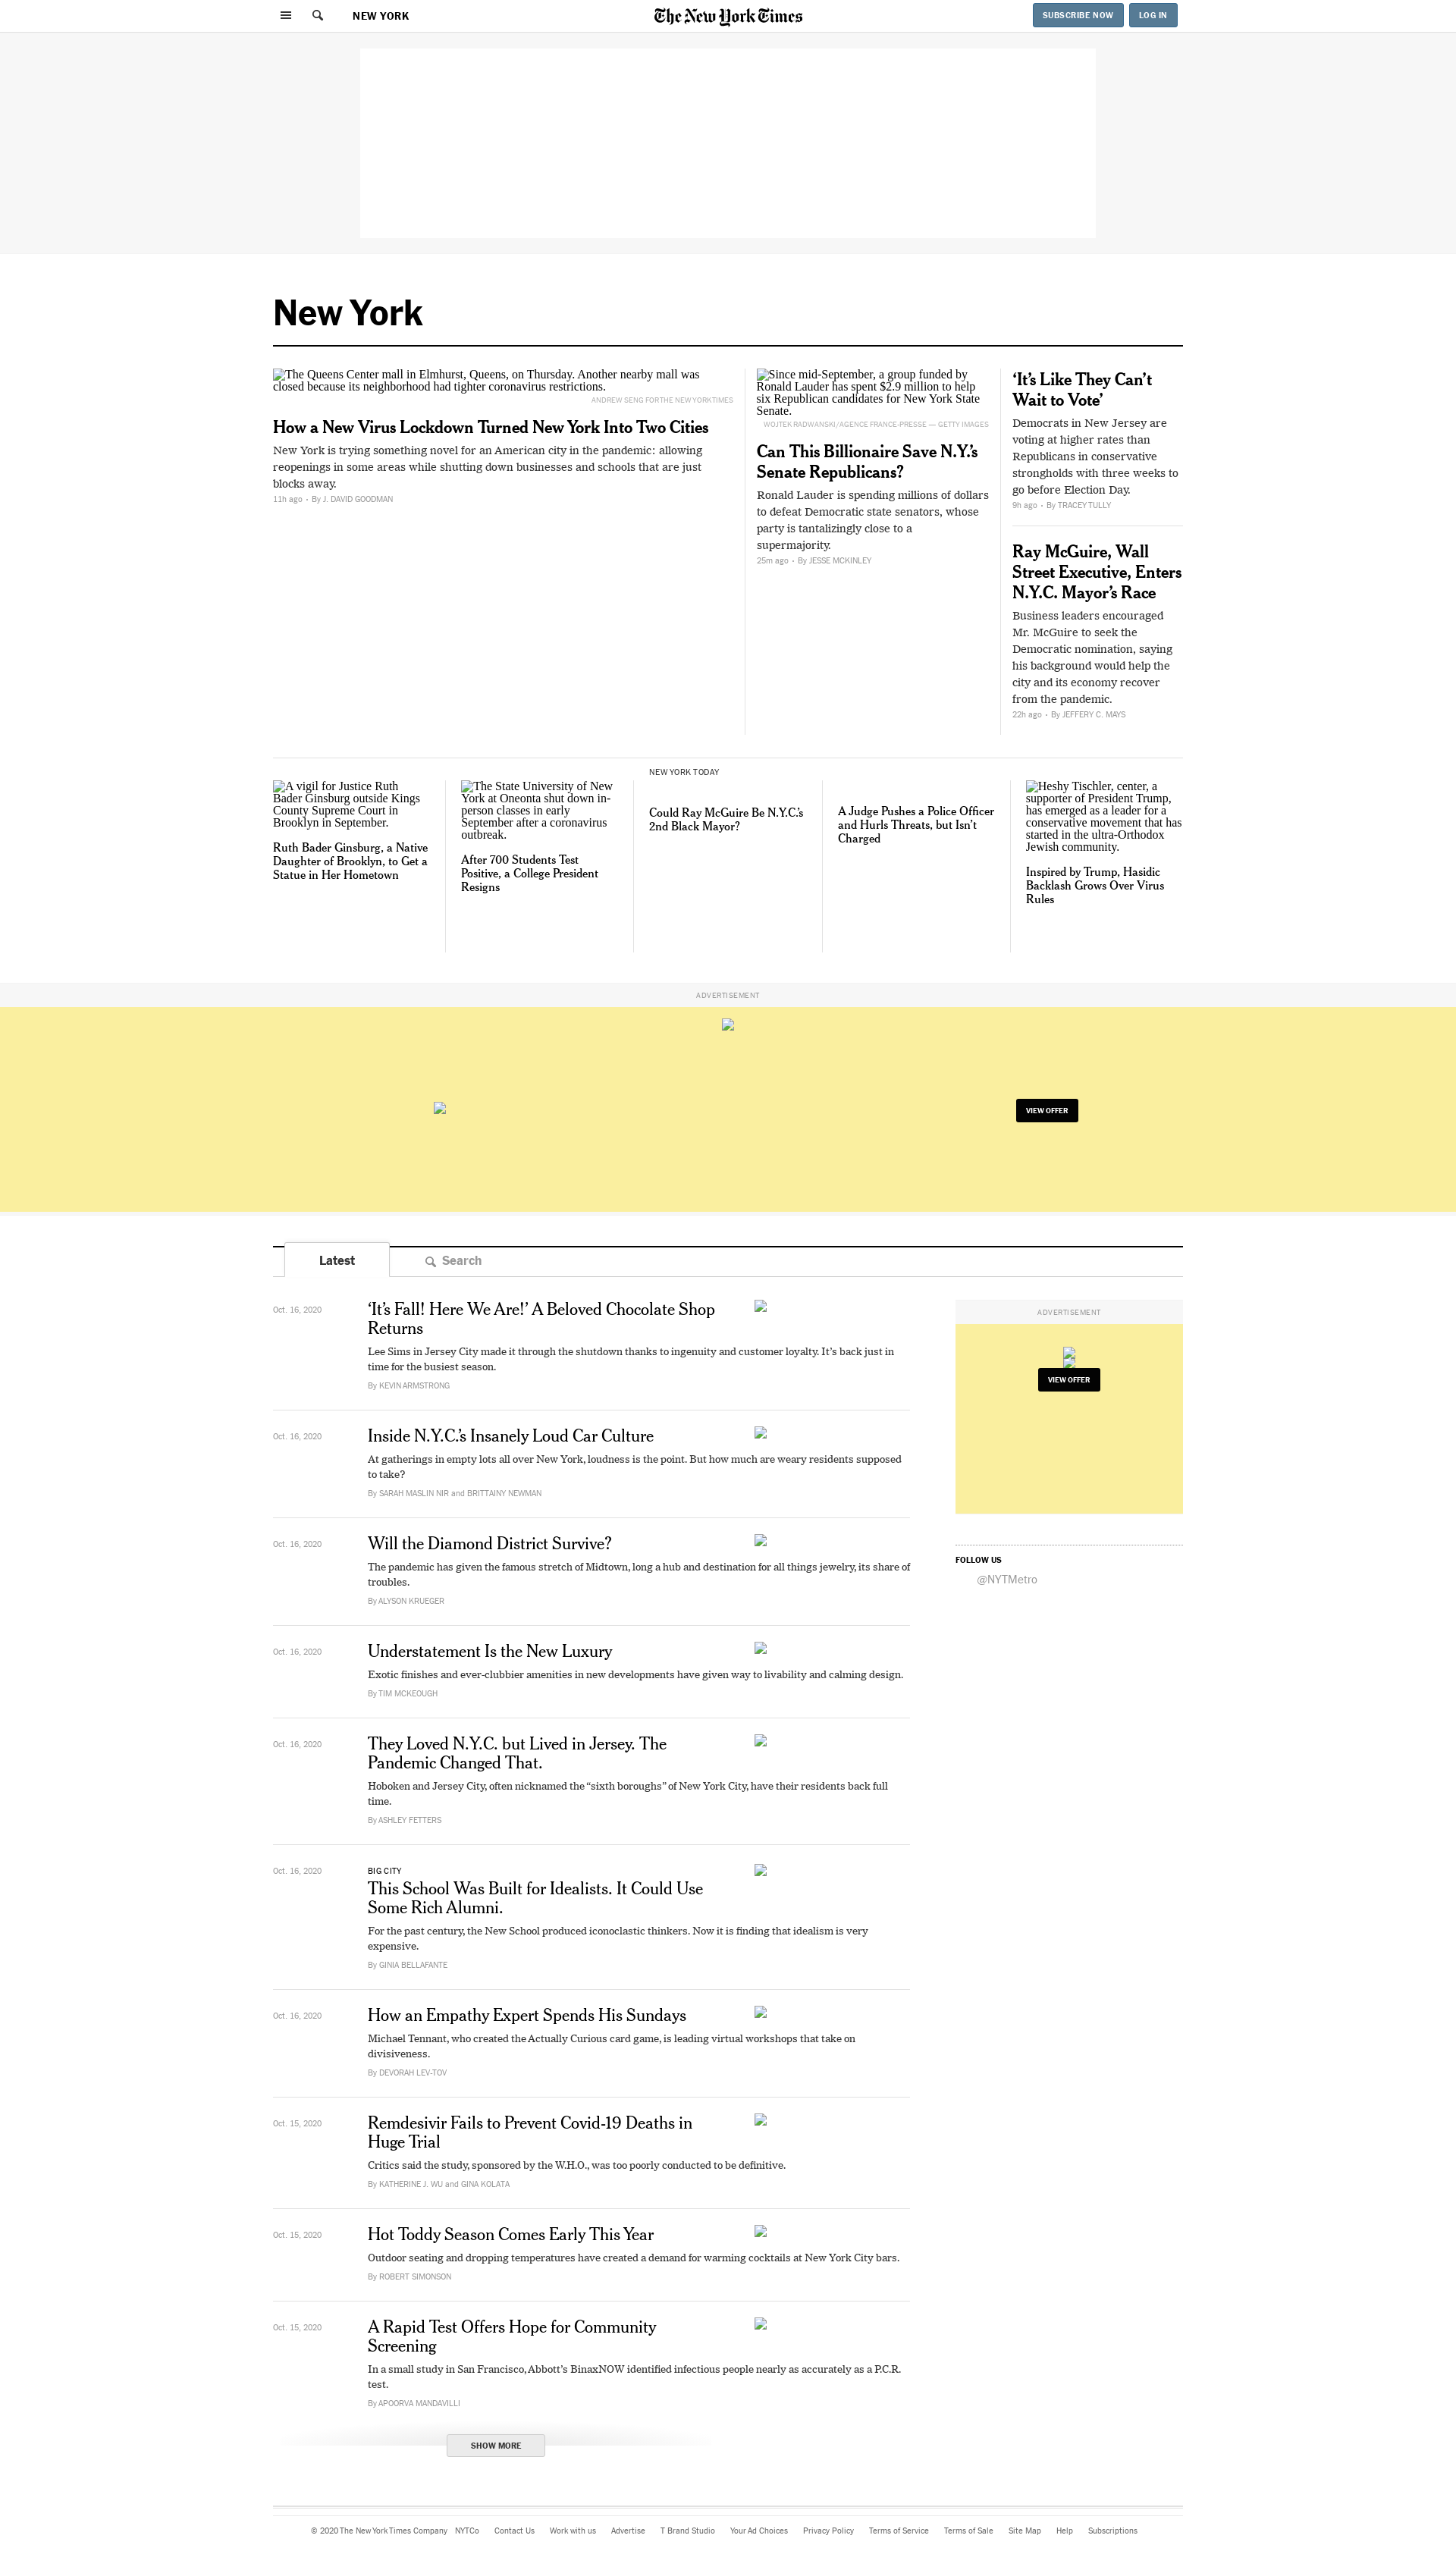 NEW YORK
The New York Times
SUBSCRIBE NOW
LOG IN
New York
The Queens Center mall in Elmhurst, Queens, on Thursday. Another nearby mall was
closed because its neighborhood had tighter coronavirus restrictions.
ANDREW SENG FOR THE NEW YORK TIMES
How a New Virus Lockdown Turned New York Into Two Cities
New York is trying something novel for an American city in the pandemic: allowing
reopenings in some areas while shutting down businesses and schools that are just
blocks away.
11h ago • By J. DAVID GOODMAN
Since mid-September, a group funded by
Ronald Lauder has spent $2.9 million to help
six Republican candidates for New York State
Senate.
WOJTEK RADWANSKI/AGENCE FRANCE-PRESSE — GETTY IMAGES
Can This Billionaire Save N.Y.’s
Senate Republicans?
Ronald Lauder is spending millions of dollars
to defeat Democratic state senators, whose
party is tantalizingly close to a
supermajority.
25m ago • By JESSE MCKINLEY
‘It’s Like They Can’t
Wait to Vote’
Democrats in New Jersey are
voting at higher rates than
Republicans in conservative
strongholds with three weeks to
go before Election Day.
9h ago • By TRACEY TULLY
Ray McGuire, Wall
Street Executive, Enters
N.Y.C. Mayor’s Race
Business leaders encouraged
Mr. McGuire to seek the
Democratic nomination, saying
his background would help the
city and its economy recover
from the pandemic.
22h ago • By JEFFERY C. MAYS
A vigil for Justice Ruth
Bader Ginsburg outside Kings
County Supreme Court in
Brooklyn in September.
Ruth Bader Ginsburg, a Native
Daughter of Brooklyn, to Get a
Statue in Her Hometown
The State University of New
York at Oneonta shut down in-
person classes in early
September after a coronavirus
outbreak.
After 700 Students Test
Positive, a College President
Resigns
NEW YORK TODAY
Could Ray McGuire Be N.Y.C.’s
2nd Black Mayor?
A Judge Pushes a Police Officer
and Hurls Threats, but Isn’t
Charged
Heshy Tischler, center, a
supporter of President Trump,
has emerged as a leader for a
conservative movement that has
started in the ultra-Orthodox
Jewish community.
Inspired by Trump, Hasidic
Backlash Grows Over Virus
Rules
ADVERTISEMENT
VIEW OFFER
Latest
Search
Oct. 16, 2020
‘It’s Fall! Here We Are!’ A Beloved Chocolate Shop
Returns
Lee Sims in Jersey City made it through the shutdown thanks to ingenuity and customer loyalty. It’s back just in
time for the busiest season.
By KEVIN ARMSTRONG
ADVERTISEMENT
VIEW OFFER
FOLLOW US
@NYTMetro
Oct. 16, 2020
Inside N.Y.C.’s Insanely Loud Car Culture
At gatherings in empty lots all over New York, loudness is the point. But how much are weary residents supposed
to take?
By SARAH MASLIN NIR and BRITTAINY NEWMAN
Oct. 16, 2020
Will the Diamond District Survive?
The pandemic has given the famous stretch of Midtown, long a hub and destination for all things jewelry, its share of
troubles.
By ALYSON KRUEGER
Oct. 16, 2020
Understatement Is the New Luxury
Exotic finishes and ever-clubbier amenities in new developments have given way to livability and calming design.
By TIM MCKEOUGH
Oct. 16, 2020
They Loved N.Y.C. but Lived in Jersey. The
Pandemic Changed That.
Hoboken and Jersey City, often nicknamed the “sixth boroughs” of New York City, have their residents back full
time.
By ASHLEY FETTERS
Oct. 16, 2020
BIG CITY
This School Was Built for Idealists. It Could Use
Some Rich Alumni.
For the past century, the New School produced iconoclastic thinkers. Now it is finding that idealism is very
expensive.
By GINIA BELLAFANTE
Oct. 16, 2020
How an Empathy Expert Spends His Sundays
Michael Tennant, who created the Actually Curious card game, is leading virtual workshops that take on
divisiveness.
By DEVORAH LEV-TOV
Oct. 15, 2020
Remdesivir Fails to Prevent Covid-19 Deaths in
Huge Trial
Critics said the study, sponsored by the W.H.O., was too poorly conducted to be definitive.
By KATHERINE J. WU and GINA KOLATA
Oct. 15, 2020
Hot Toddy Season Comes Early This Year
Outdoor seating and dropping temperatures have created a demand for warming cocktails at New York City bars.
By ROBERT SIMONSON
Oct. 15, 2020
A Rapid Test Offers Hope for Community
Screening
In a small study in San Francisco, Abbott’s BinaxNOW identified infectious people nearly as accurately as a P.C.R.
test.
By APOORVA MANDAVILLI
SHOW MORE
© 2020 The New York Times Company NYTCo Contact Us Work with us Advertise T Brand Studio Your Ad Choices Privacy Policy Terms of Service Terms of Sale Site Map Help Subscriptions